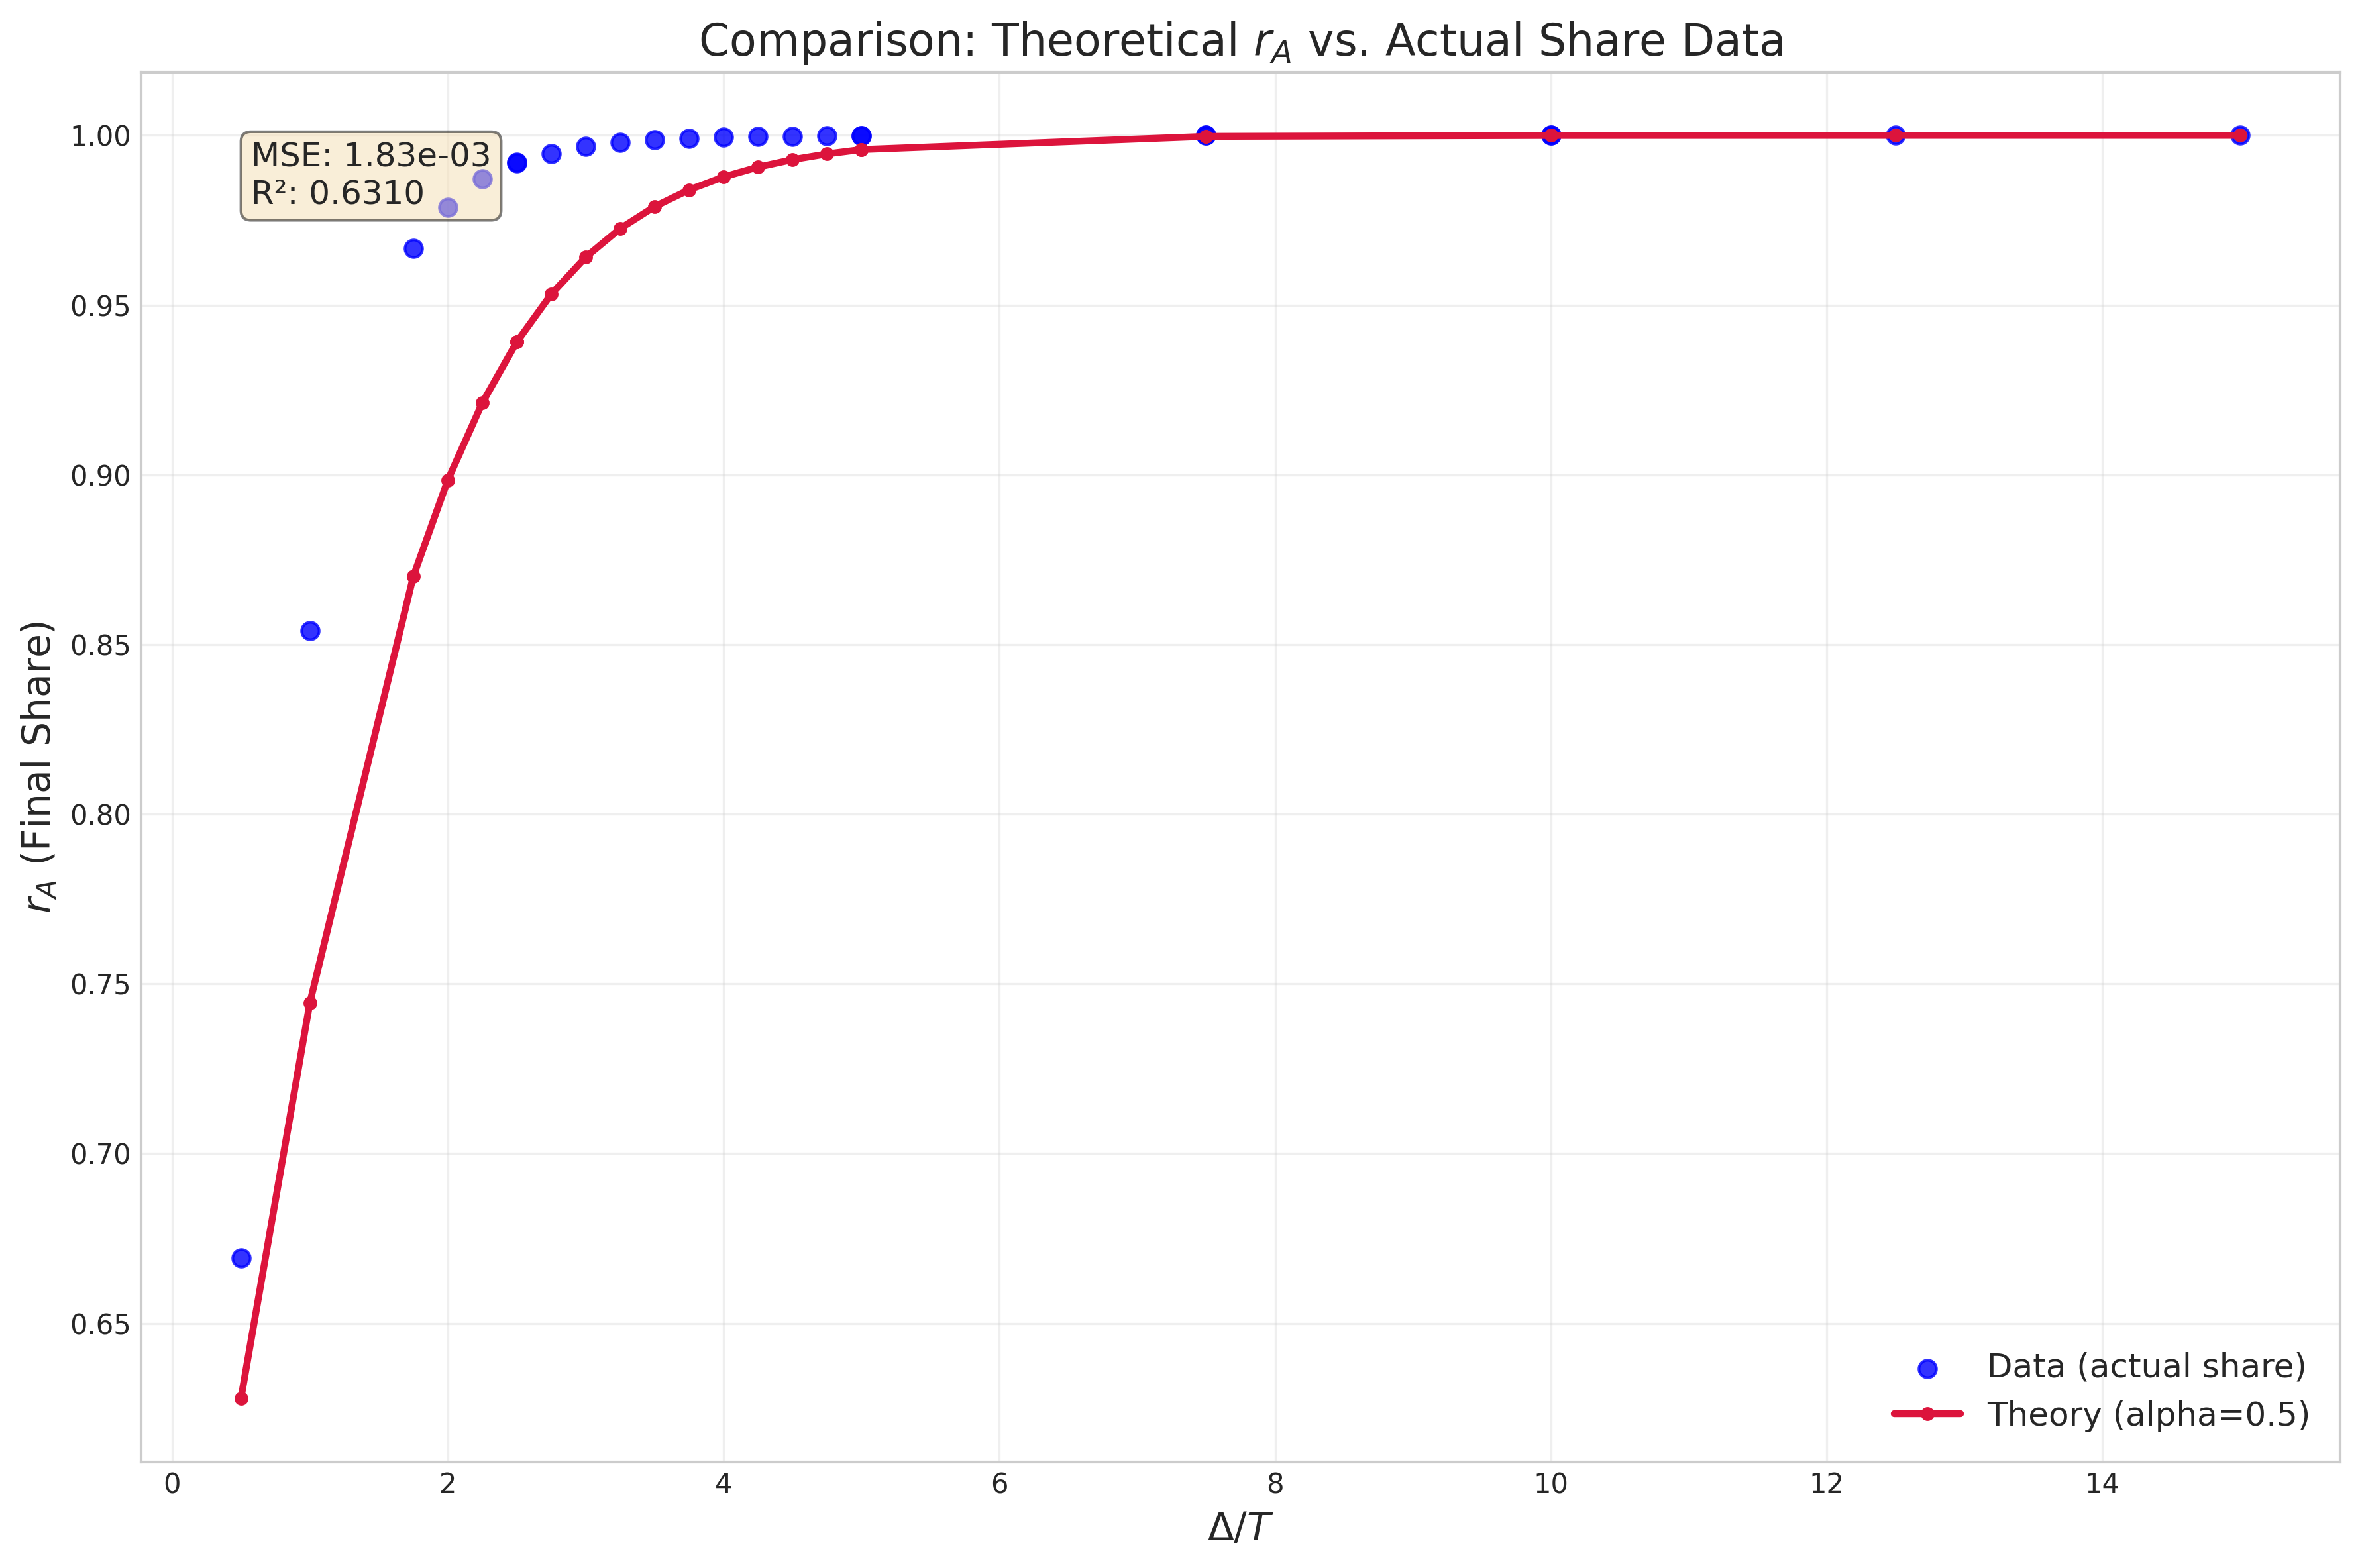 Comparison: Theoretical r_A vs. Actual Share Data
MSE: 1.83e-03
R²: 0.6310
1.00
0.95
0.90
0.85
0.80
0.75
0.70
0.65
r_A (Final Share)
Data (actual share)
Theory (alpha=0.5)
0 2 4 6 8 10 12 14
Δ/T